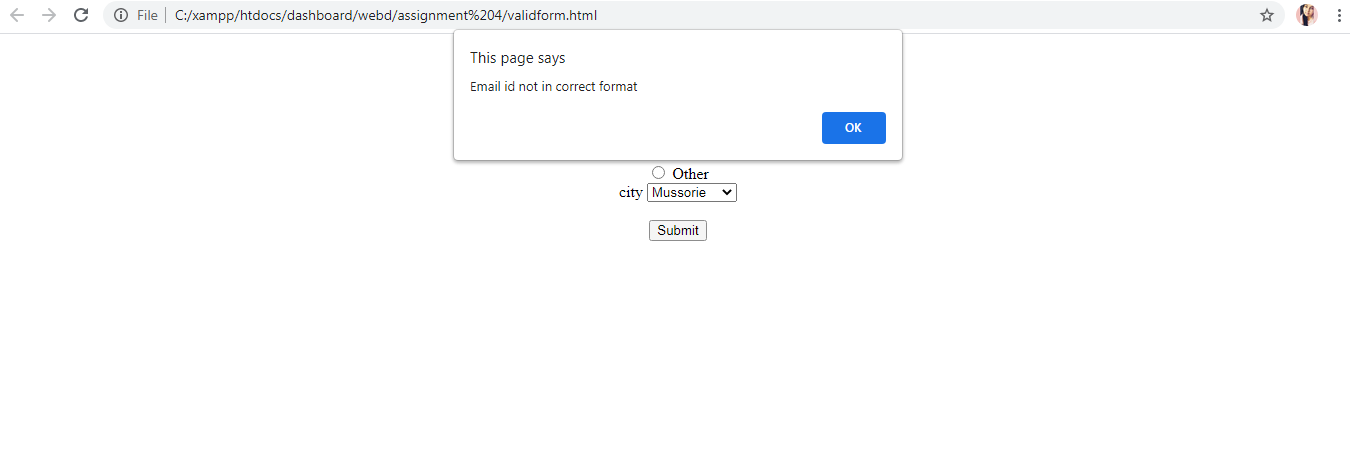 File C:/xampp/htdocs/dashboard/webd/assignment%204/validform.html
This page says
Email id not in correct format
OK
Other
city Mussorie
Submit